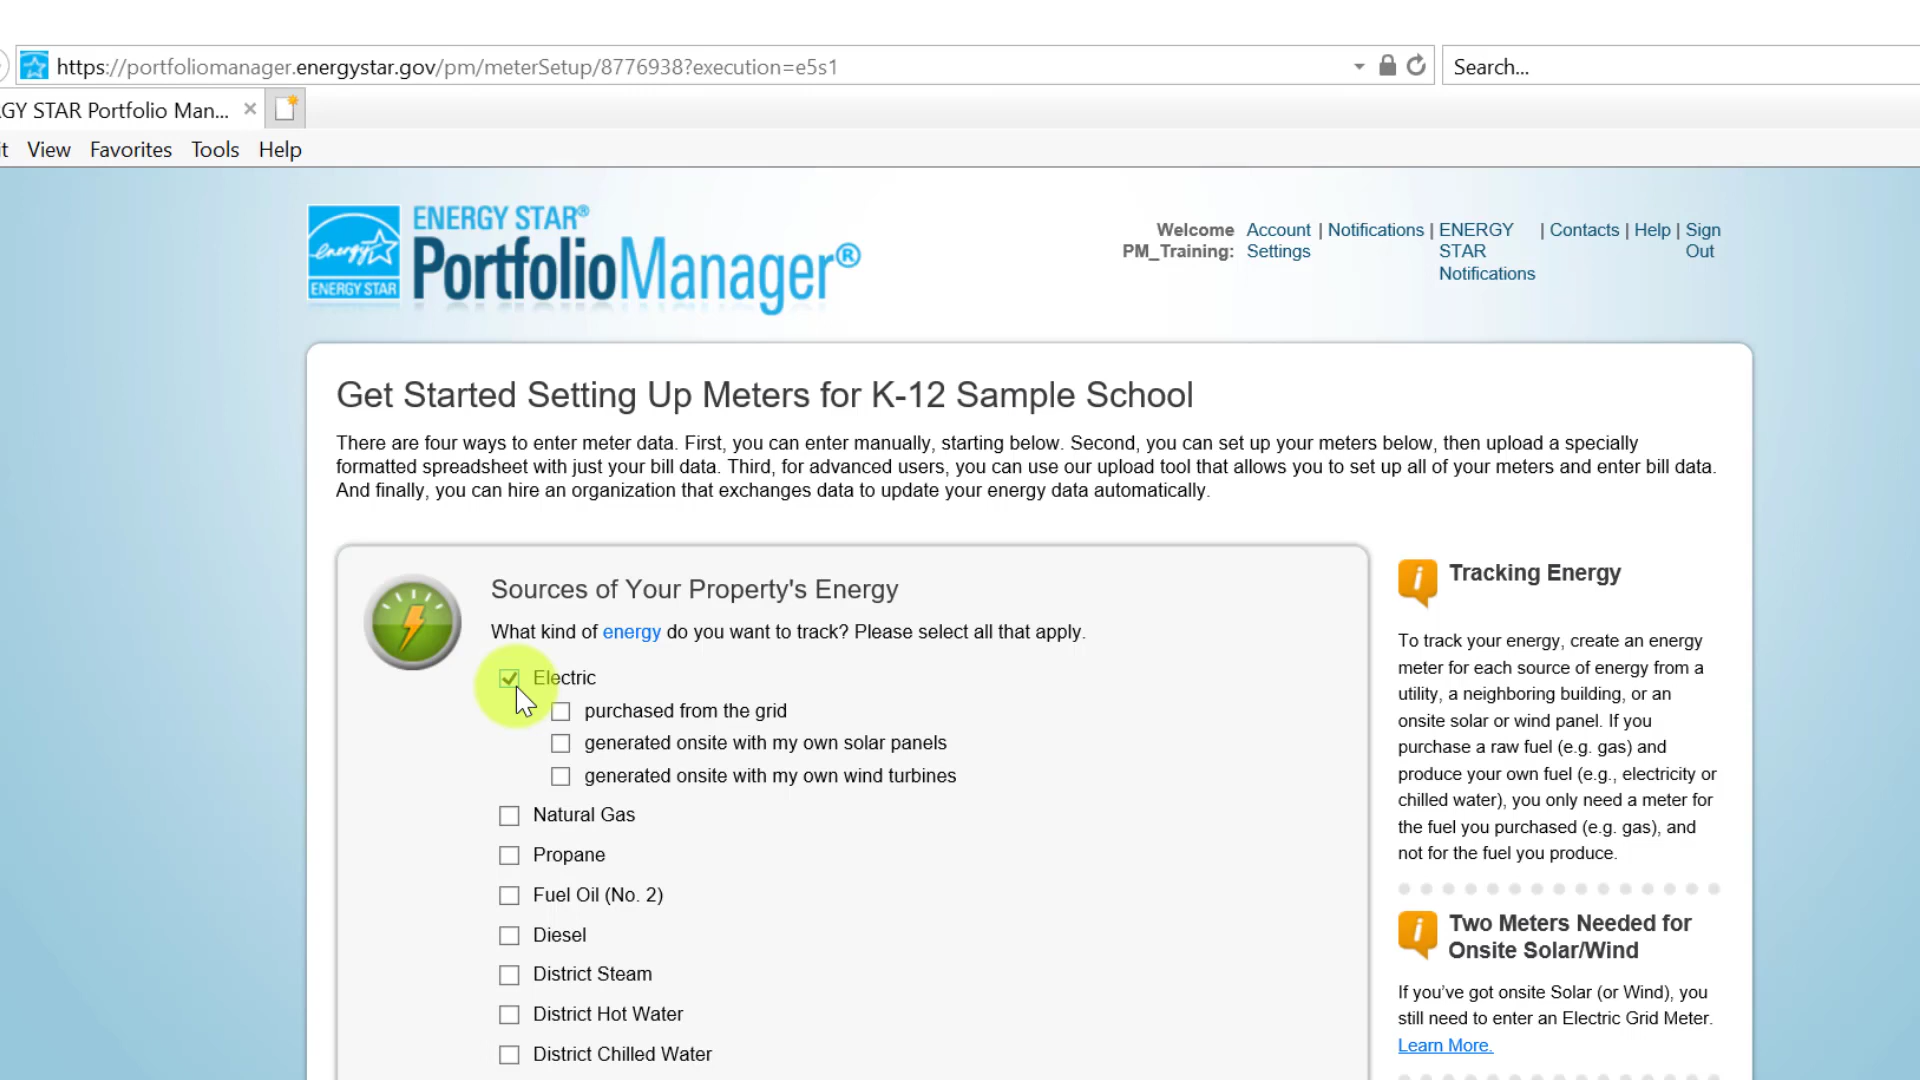 https://portfoliomanager.energystar.gov/pm/meterSetup/8776938?execution=e5s1
Search...
GY STAR Portfolio Man...
View Favorites Tools Help
ENERGY STAR®
PortfolioManager®
energy
ENERGY STAR
Welcome PM_Training:
Account Settings | Notifications | ENERGY STAR Notifications | Contacts | Help | Sign Out
Get Started Setting Up Meters for K-12 Sample School
There are four ways to enter meter data. First, you can enter manually, starting below. Second, you can set up your meters below, then upload a specially
formatted spreadsheet with just your bill data. Third, for advanced users, you can use our upload tool that allows you to set up all of your meters and enter bill data.
And finally, you can hire an organization that exchanges data to update your energy data automatically.
Sources of Your Property's Energy
What kind of energy do you want to track? Please select all that apply.
Electric
purchased from the grid
generated onsite with my own solar panels
generated onsite with my own wind turbines
Natural Gas
Propane
Fuel Oil (No. 2)
Diesel
District Steam
District Hot Water
District Chilled Water
Tracking Energy
To track your energy, create an energy
meter for each source of energy from a
utility, a neighboring building, or an
onsite solar or wind panel. If you
purchase a raw fuel (e.g. gas) and
produce your own fuel (e.g., electricity or
chilled water), you only need a meter for
the fuel you purchased (e.g. gas), and
not for the fuel you produce.
Two Meters Needed for
Onsite Solar/Wind
If you've got onsite Solar (or Wind), you
still need to enter an Electric Grid Meter.
Learn More.